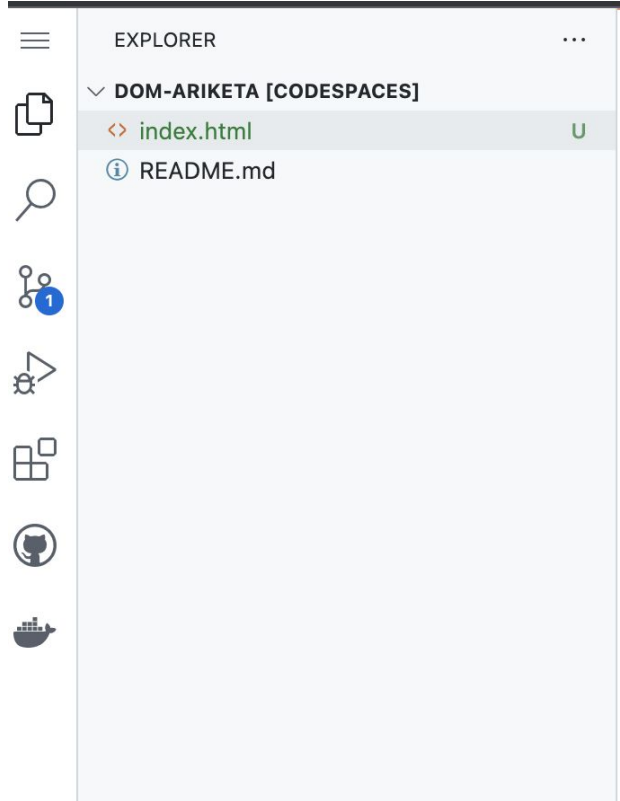 EXPLORER ...
DOM-ARIKETA [CODESPACES]
<> index.html U
README.md
1